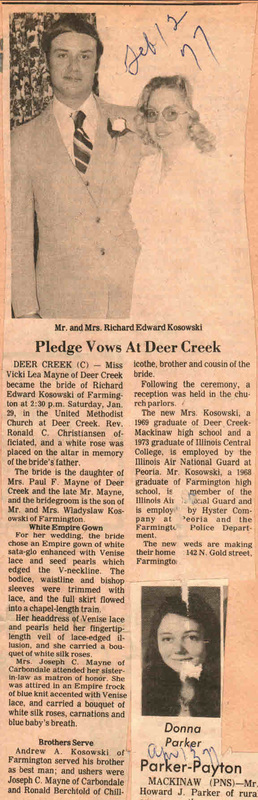 Feb 12
77
Mr. and Mrs. Richard Edward Kosowski
Pledge Vows At Deer Creek
DEER CREEK (C) — Miss
Vicki Lea Mayne of Deer Creek
became the bride of Richard
Edward Kosowski of Farming-
ton at 2:30 p.m. Saturday, Jan.
29, in the United Methodist
Church at Deer Creek. Rev.
Ronald C. Christiansen of-
ficiated, and a white rose was
placed on the altar in memory
of the bride's father.
The bride is the daughter of
Mrs. Paul F. Mayne of Deer
Creek and the late Mr. Mayne,
and the bridegroom is the son of
Mr. and Mrs. Wladyslaw Kos-
owski of Farmington.
White Empire Gown
For her wedding, the bride
chose an Empire gown of white
sata-glo enhanced with Venise
lace and seed pearls which
edged the V-neckline. The
bodice, waistline and bishop
sleeves were trimmed with
lace, and the full skirt flowed
into a chapel-length train.
Her headdress of Venise lace
and pearls held her fingertip-
length veil of lace-edged il-
lusion, and she carried a bou-
quet of white silk roses.
Mrs. Joseph C. Mayne of
Carbondale attended her sister-
in-law as matron of honor. She
was attired in an Empire frock
of blue knit accented with Venise
lace, and carried a bouquet of
white silk roses, carnations and
blue baby's breath.
Brothers Serve
Andrew A. Kosowski of
Farmington served his brother
as best man; and ushers were
Joseph C. Mayne of Carbondale
and Ronald Berchtold of Chill-
icothe, brother and cousin of the
bride.
Following the ceremony, a
reception was held in the chu-
rch parlors.
The new Mrs. Kosowski, a
1969 graduate of Deer Creek-
Mackinaw high school and a
1973 graduate of Illinois Central
College, is employed by the
Illinois Air National Guard at
Peoria. Mr. Kosowski, a 1968
graduate of Farmington high
school, is member of the
Illinois Air Guard and
is employ by Hyster Com-
pany at eoria and the
Farmingt Police Depart-
ment.
The new weds are making
their home 142 N. Gold street,
Farmingto
Donna
Parker
Parker-Payton
MACKINAW (PNS)—Mr.
Howard J. Parker of rural